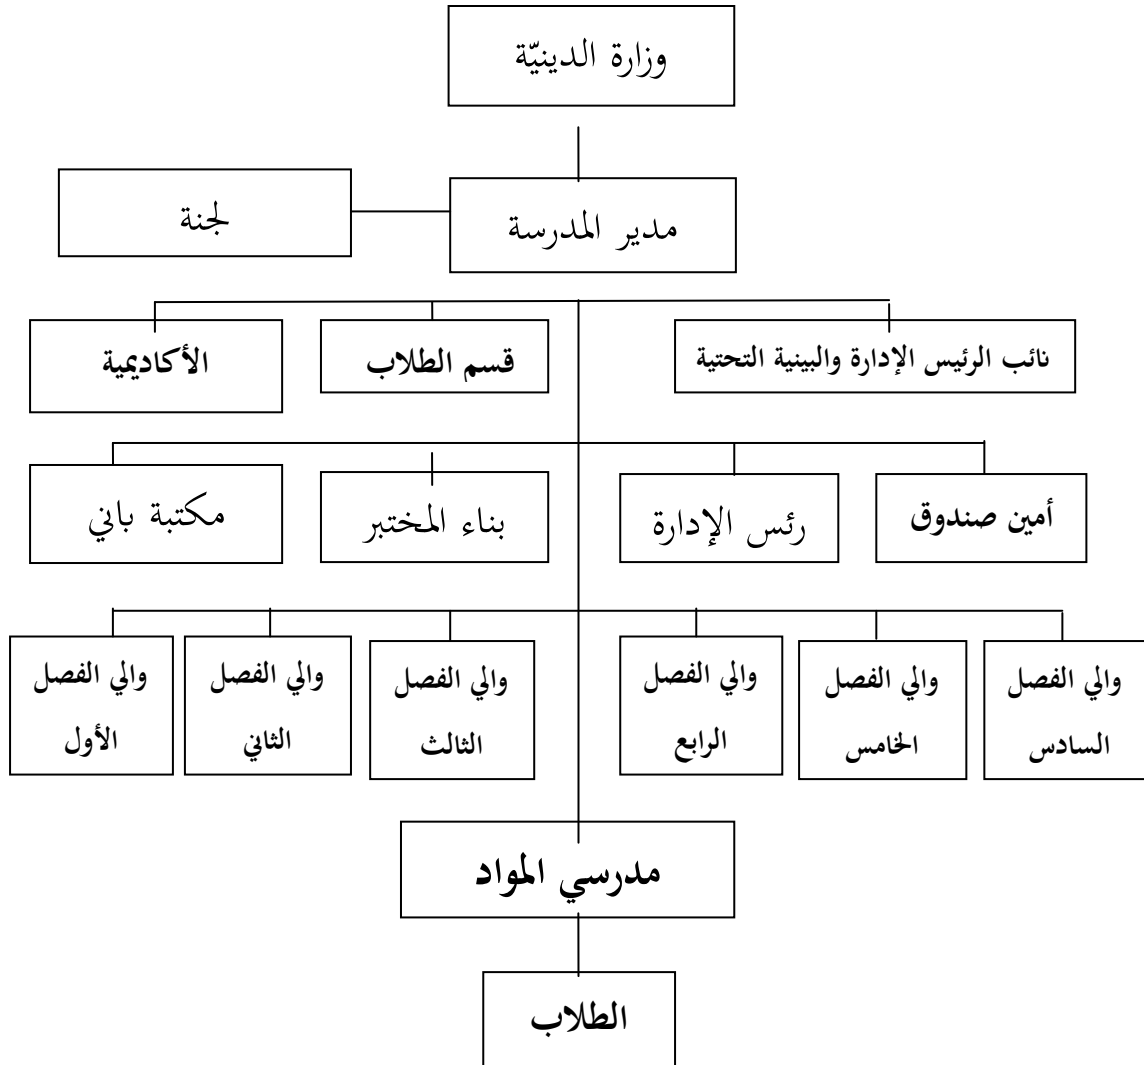 وزارة الدينيّة
لجنة
مدير المدرسة
نائب الرئيس الإدارة والبينية التحتية
قسم الطلاب
الأكاديمية
أمين صندوق
رئس الإدارة
بناء المختبر
مكتبة باني
والي الفصل
السادس
والي الفصل
الخامس
والي الفصل
الرابع
والي الفصل
الثالث
والي الفصل
الثاني
والي الفصل
الأول
مدرسي المواد
الطلاب